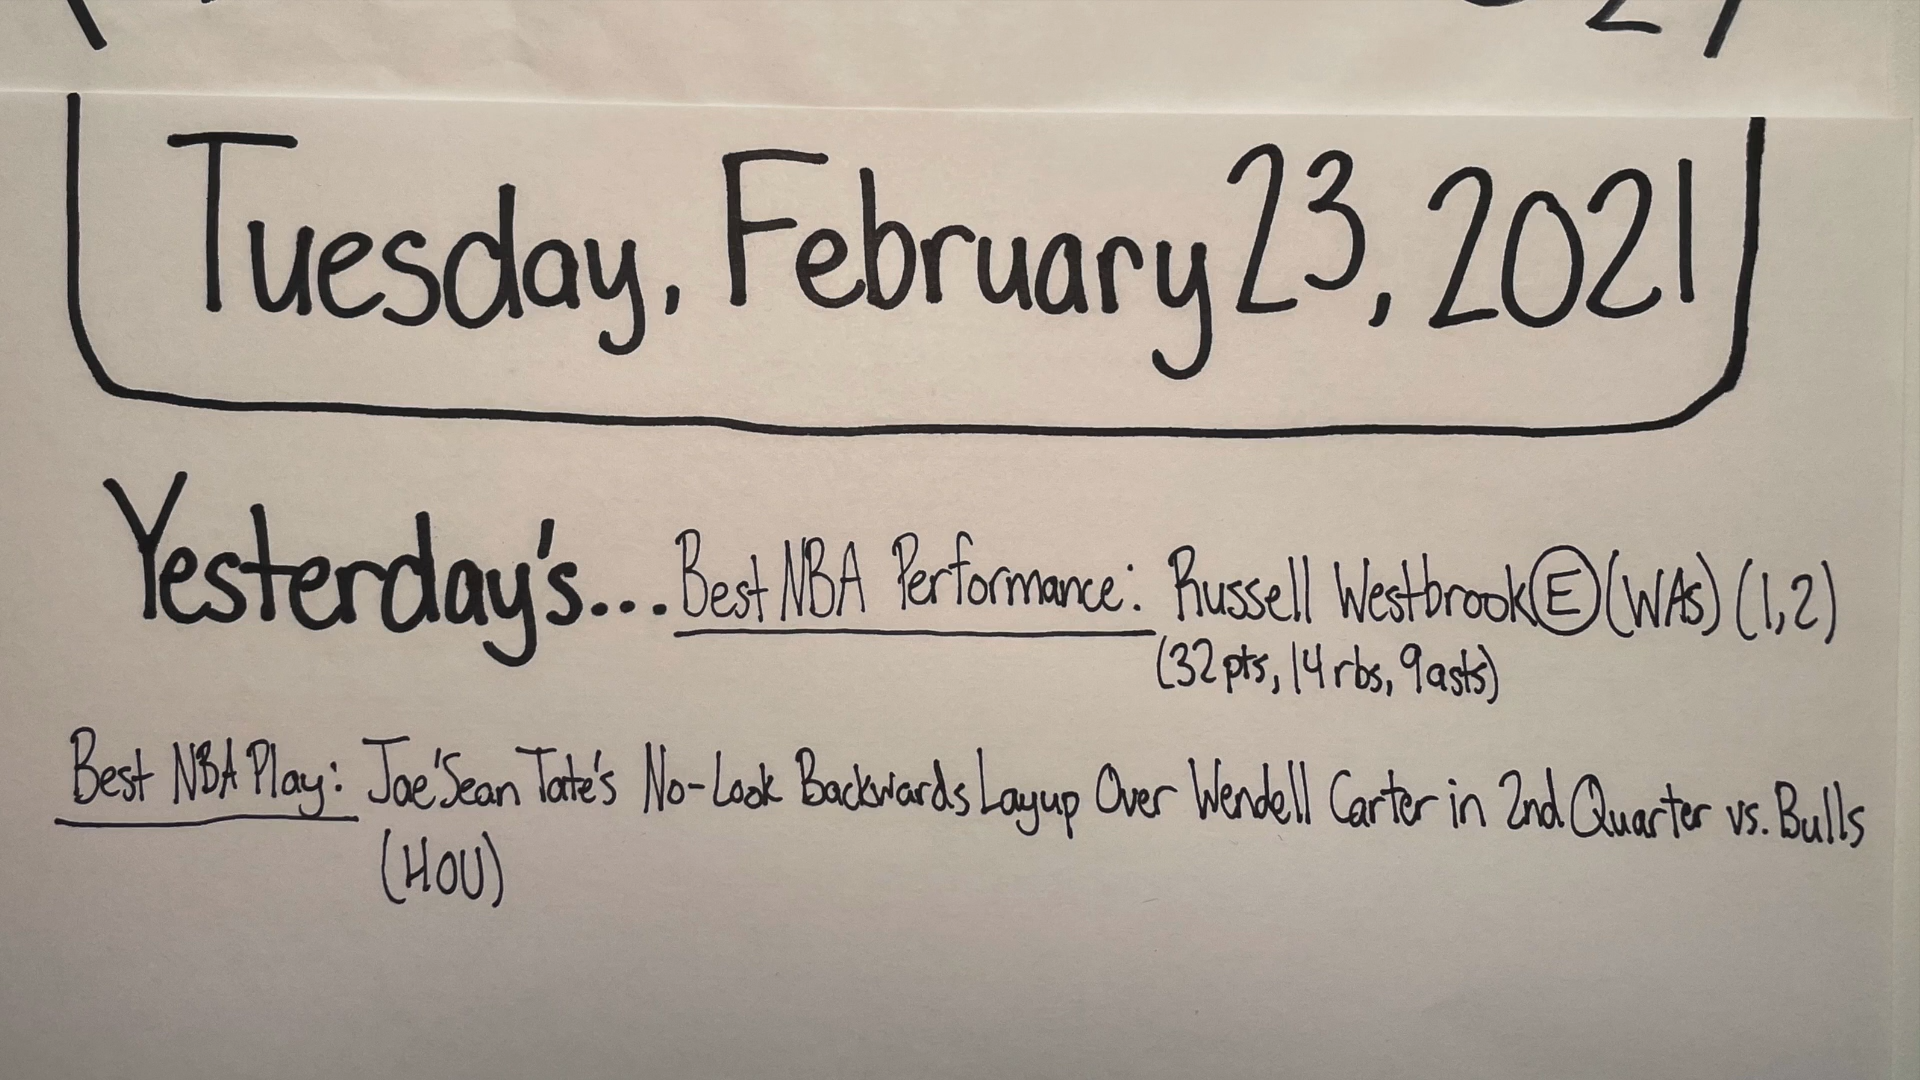 Tuesday, February 23, 2021
Yesterday's... Best NBA Performance: Russell Westbrook Ⓔ (WAS) (1,2)
(32 pts, 14 rbs, 9 asts)
Best NBA Play: Jae'Sean Tate's No-Look Backwards Layup Over Wendell Carter in 2nd Quarter vs. Bulls
(HOU)